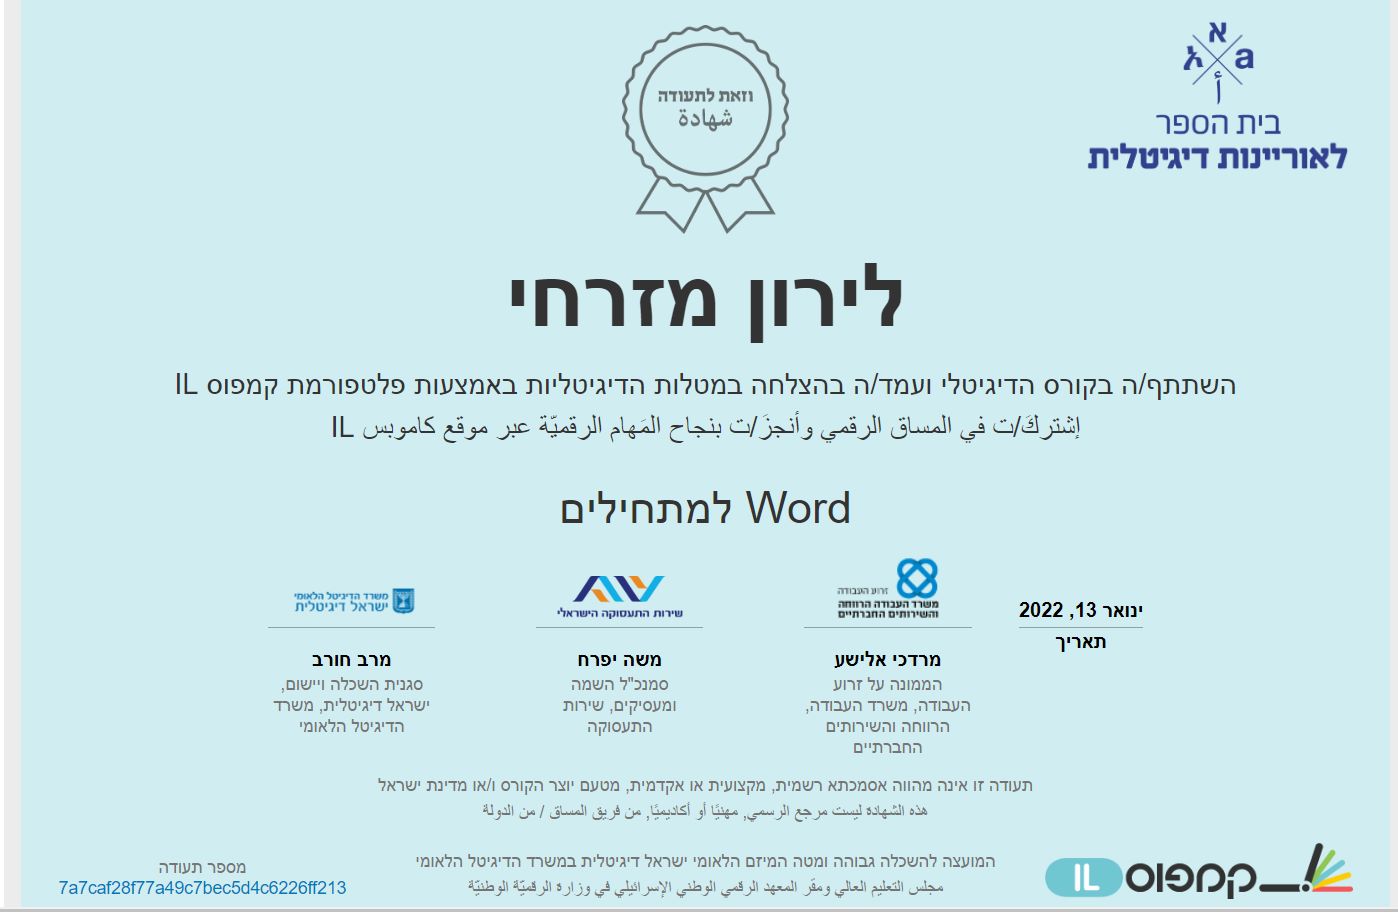 א
a
አ
أ
בית הספר
לאוריינות דיגיטלית
וזאת לתעודה
شهادة
לירון מזרחי
השתתף/ה בקורס הדיגיטלי ועמד/ה בהצלחה במטלות הדיגיטליות באמצעות פלטפורמת קמפוס IL
إشتركَ/ت في المساق الرقمي وأنجزَ/ت بنجاح المَهام الرقميّة عبر موقع كاموبس IL
Word למתחילים
ינואר 13, 2022
תאריך
זרוע העבודה
משרד העבודה הרווחה
והשירותים החברתיים
מרדכי אלישע
הממונה על זרוע
העבודה, משרד העבודה,
הרווחה והשירותים
החברתיים
שירות התעסוקה הישראלי
משה יפרח
סמנכ"ל השמה
ומעסיקים, שירות
התעסוקה
משרד הדיגיטל הלאומי
ישראל דיגיטלית
מרב חורב
סגנית השכלה ויישום,
ישראל דיגיטלית, משרד
הדיגיטל הלאומי
תעודה זו אינה מהווה אסמכתא רשמית, מקצועית או אקדמית, מטעם יוצר הקורס ו/או מדינת ישראל
هذه الشهادة ليست مرجع الرسمي, مهنيًا أو أكاديميًا, من فريق المساق / من الدولة
קמפוס IL
המועצה להשכלה גבוהה ומטה המיזם הלאומי ישראל דיגיטלית במשרד הדיגיטל הלאומי
مجلس التعليم العالي ومقّر المعهد الرقمي الوطني الإسرائيلي في وزارة الرقميّة الوطنيّة
מספר תעודה
7a7caf28f77a49c7bec5d4c6226ff213